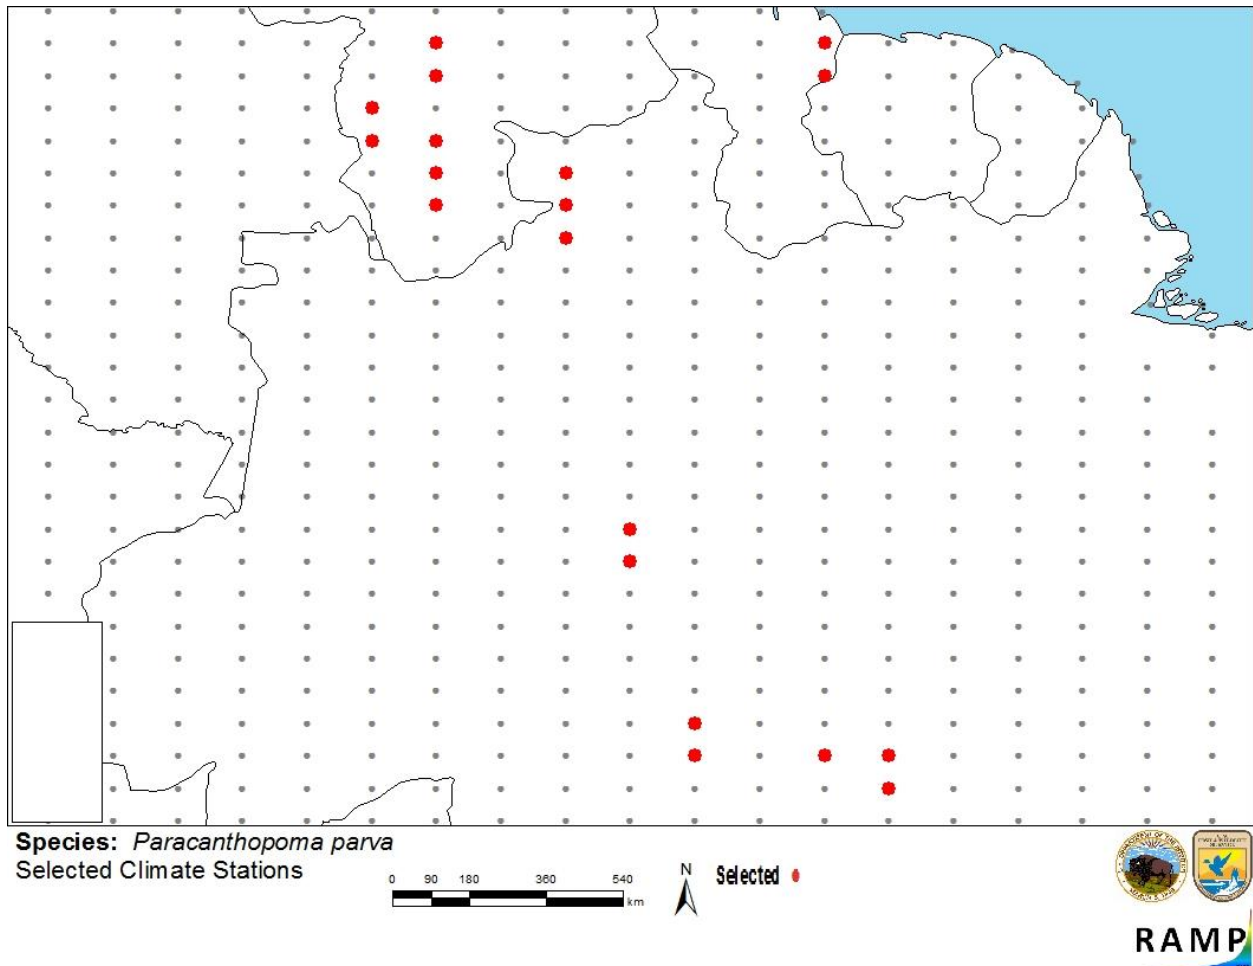 Species: Paracanthopoma parva
Selected Climate Stations
0 90 180 360 540
km
N
Selected
RAMP